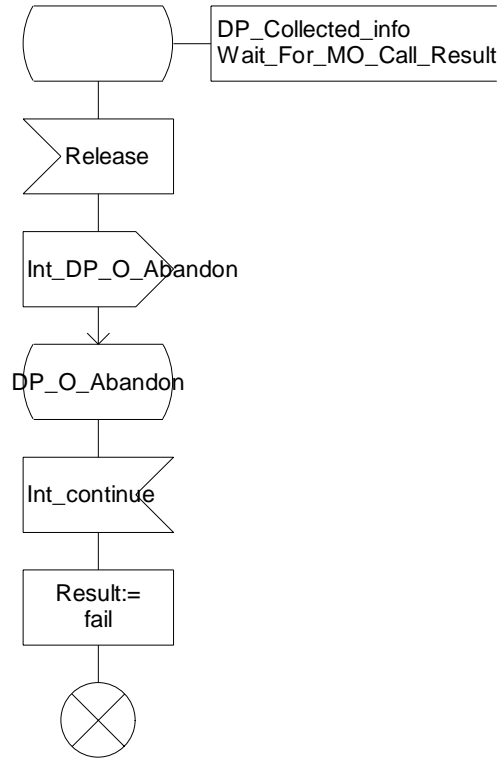 DP_Collected_info
Wait_For_MO_Call_Result
Release
Int_DP_O_Abandon
DP_O_Abandon
Int_continue
Result:=
fail